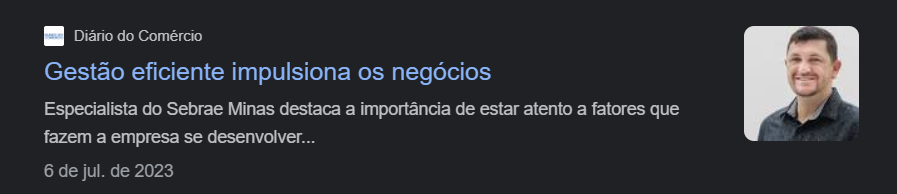 Diário do Comércio
Gestão eficiente impulsiona os negócios
Especialista do Sebrae Minas destaca a importância de estar atento a fatores que
fazem a empresa se desenvolver...
6 de jul. de 2023